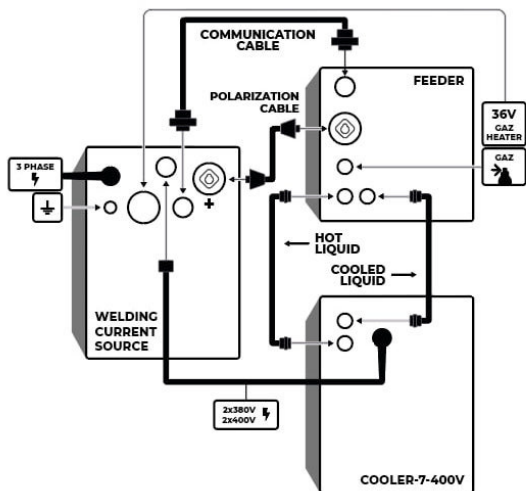 COMMUNICATION
CABLE
FEEDER
36V
GAZ
HEATER
POLARIZATION
CABLE
GAZ
3 PHASE
+
HOT
LIQUID
COOLED
LIQUID
WELDING
CURRENT
SOURCE
2x380V
2x400V
COOLER-7-400V